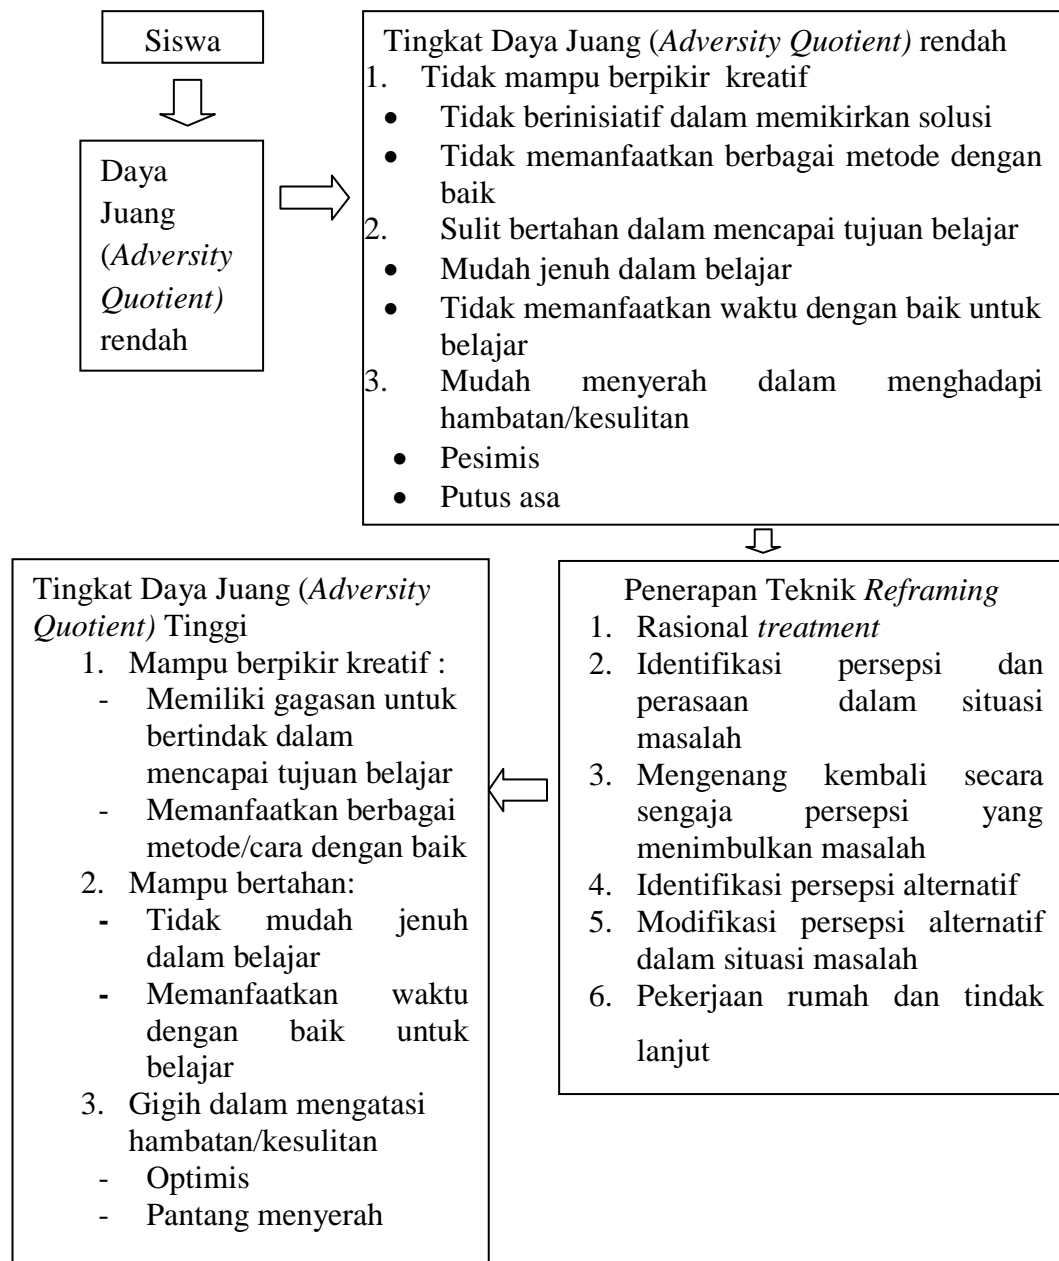 Siswa
Daya
Juang
(Adversity
Quotient)
rendah
Tingkat Daya Juang (Adversity Quotient) rendah
1. Tidak mampu berpikir kreatif
• Tidak berinisiatif dalam memikirkan solusi
• Tidak memanfaatkan berbagai metode dengan
baik
2. Sulit bertahan dalam mencapai tujuan belajar
• Mudah jenuh dalam belajar
• Tidak memanfaatkan waktu dengan baik untuk
belajar
3. Mudah menyerah dalam menghadapi
hambatan/kesulitan
• Pesimis
• Putus asa
Penerapan Teknik Reframing
1. Rasional treatment
2. Identifikasi persepsi dan
perasaan dalam situasi
masalah
3. Mengenang kembali secara
sengaja persepsi yang
menimbulkan masalah
4. Identifikasi persepsi alternatif
5. Modifikasi persepsi alternatif
dalam situasi masalah
6. Pekerjaan rumah dan tindak
lanjut
Tingkat Daya Juang (Adversity
Quotient) Tinggi
1. Mampu berpikir kreatif :
- Memiliki gagasan untuk
bertindak dalam
mencapai tujuan belajar
- Memanfaatkan berbagai
metode/cara dengan baik
2. Mampu bertahan:
- Tidak mudah jenuh
dalam belajar
- Memanfaatkan waktu
dengan baik untuk
belajar
3. Gigih dalam mengatasi
hambatan/kesulitan
- Optimis
- Pantang menyerah